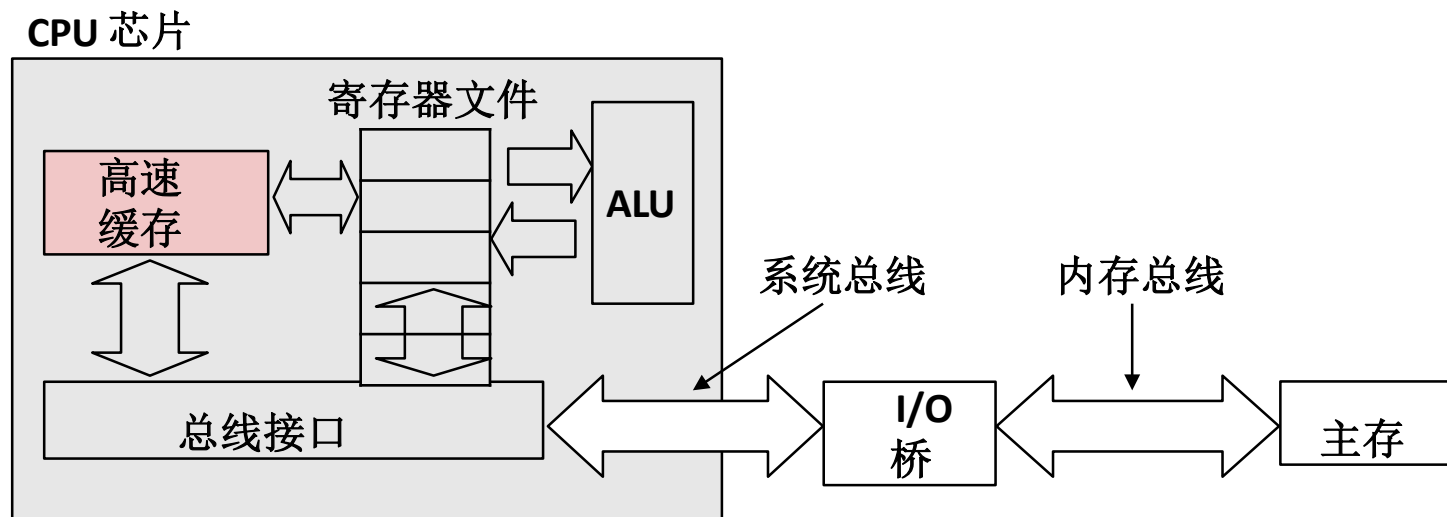 CPU 芯片
寄存器文件
高速
缓存
ALU
系统总线
内存总线
总线接口
I/O
桥
主存